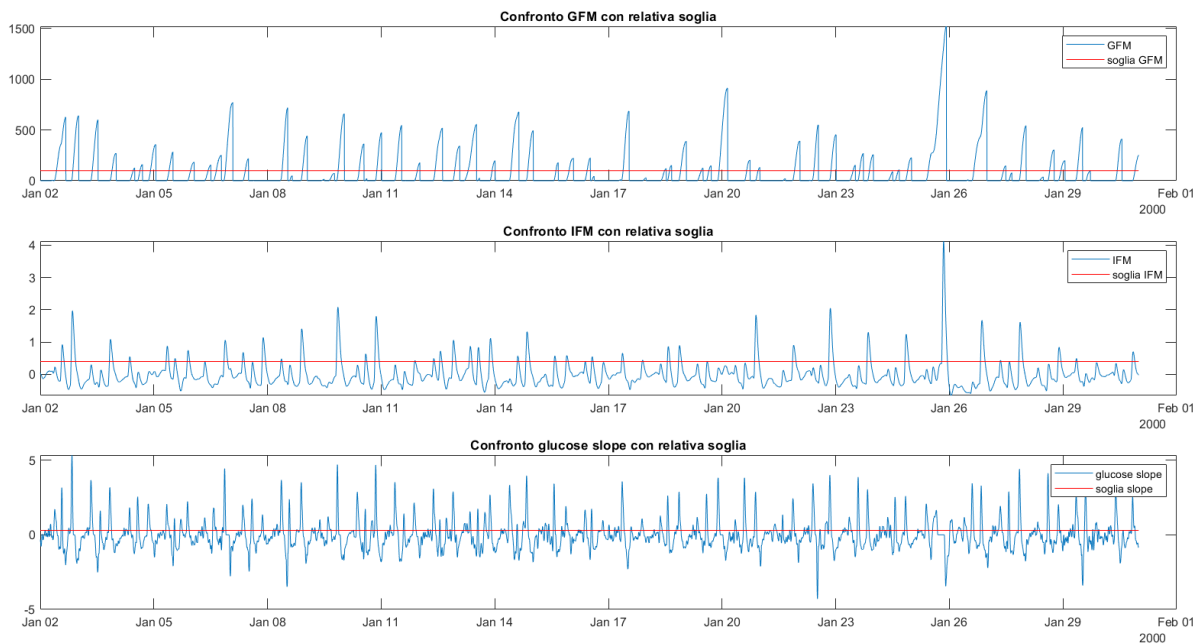 Confronto GFM con relativa soglia
1500
1000
500
0
GFM
soglia GFM
Jan 02 Jan 05 Jan 08 Jan 11 Jan 14 Jan 17 Jan 20 Jan 23 Jan 26 Jan 29 Feb 01
2000
Confronto IFM con relativa soglia
4
3
2
1
0
IFM
soglia IFM
Jan 02 Jan 05 Jan 08 Jan 11 Jan 14 Jan 17 Jan 20 Jan 23 Jan 26 Jan 29 Feb 01
2000
Confronto glucose slope con relativa soglia
5
0
-5
glucose slope
soglia slope
Jan 02 Jan 05 Jan 08 Jan 11 Jan 14 Jan 17 Jan 20 Jan 23 Jan 26 Jan 29 Feb 01
2000